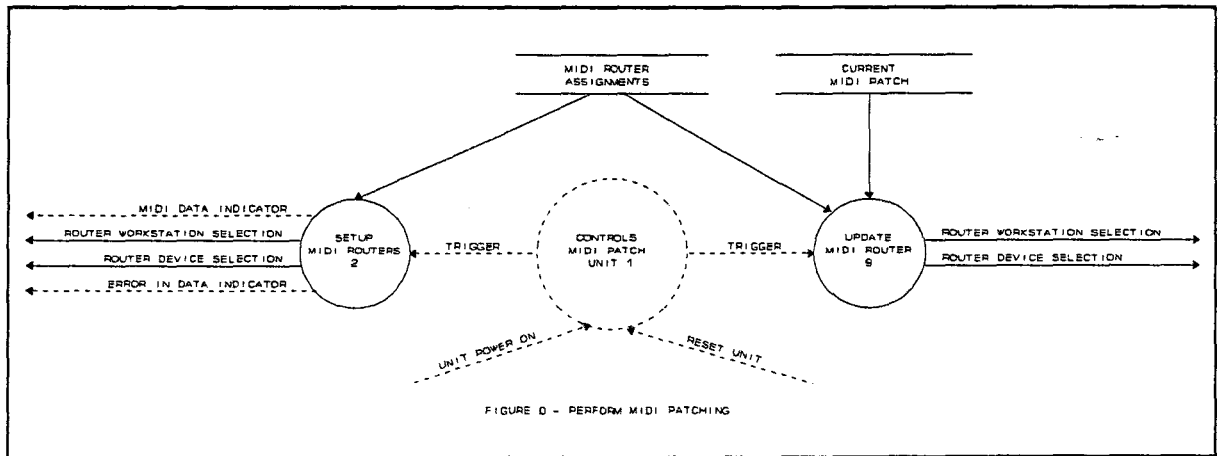 MIDI ROUTER
ASSIGNMENTS
CURRENT
MIDI PATCH
MIDI DATA INDICATOR
ROUTER WORKSTATION SELECTION
ROUTER DEVICE SELECTION
ERROR IN DATA INDICATOR
SETUP
MIDI ROUTERS
2
TRIGGER
CONTROLS
MIDI PATCH
UNIT 1
TRIGGER
UPDATE
MIDI ROUTER
9
ROUTER WORKSTATION SELECTION
ROUTER DEVICE SELECTION
UNIT POWER ON
RESET UNIT
FIGURE 0 - PERFORM MIDI PATCHING